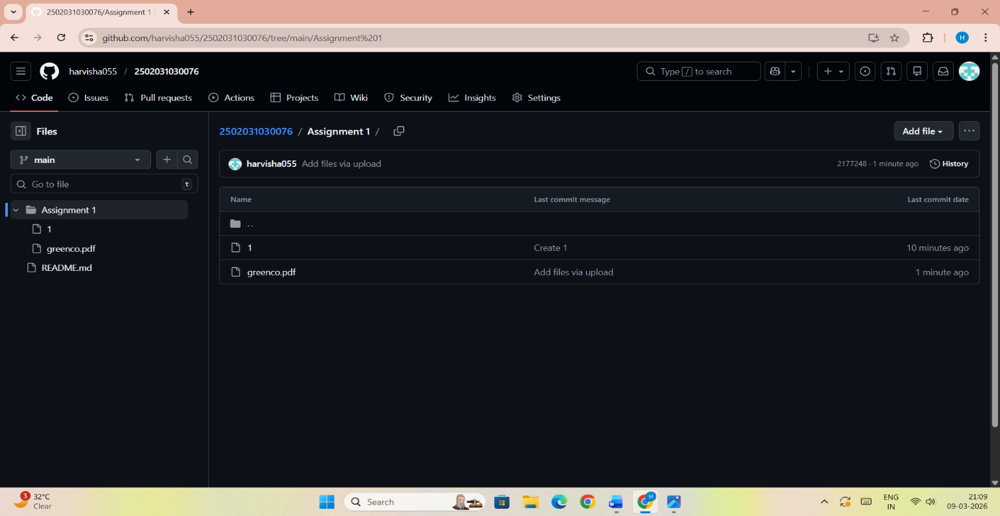 2502031030076/Assignment 1
github.com/harvisha055/2502031030076/tree/main/Assignment%201
H
harvisha055 / 2502031030076
Type / to search
Code Issues Pull requests Actions Projects Wiki Security Insights Settings
Files
2502031030076 / Assignment 1 /
Add file
main
harvisha055 Add files via upload
2177248 · 1 minute ago History
Go to file t
Name Last commit message Last commit date
Assignment 1
..
1
1 Create 1 10 minutes ago
greenco.pdf
greenco.pdf Add files via upload 1 minute ago
README.md
3
32°C
Clear
Search
W
H
ENG
IN
21:09
09-03-2026